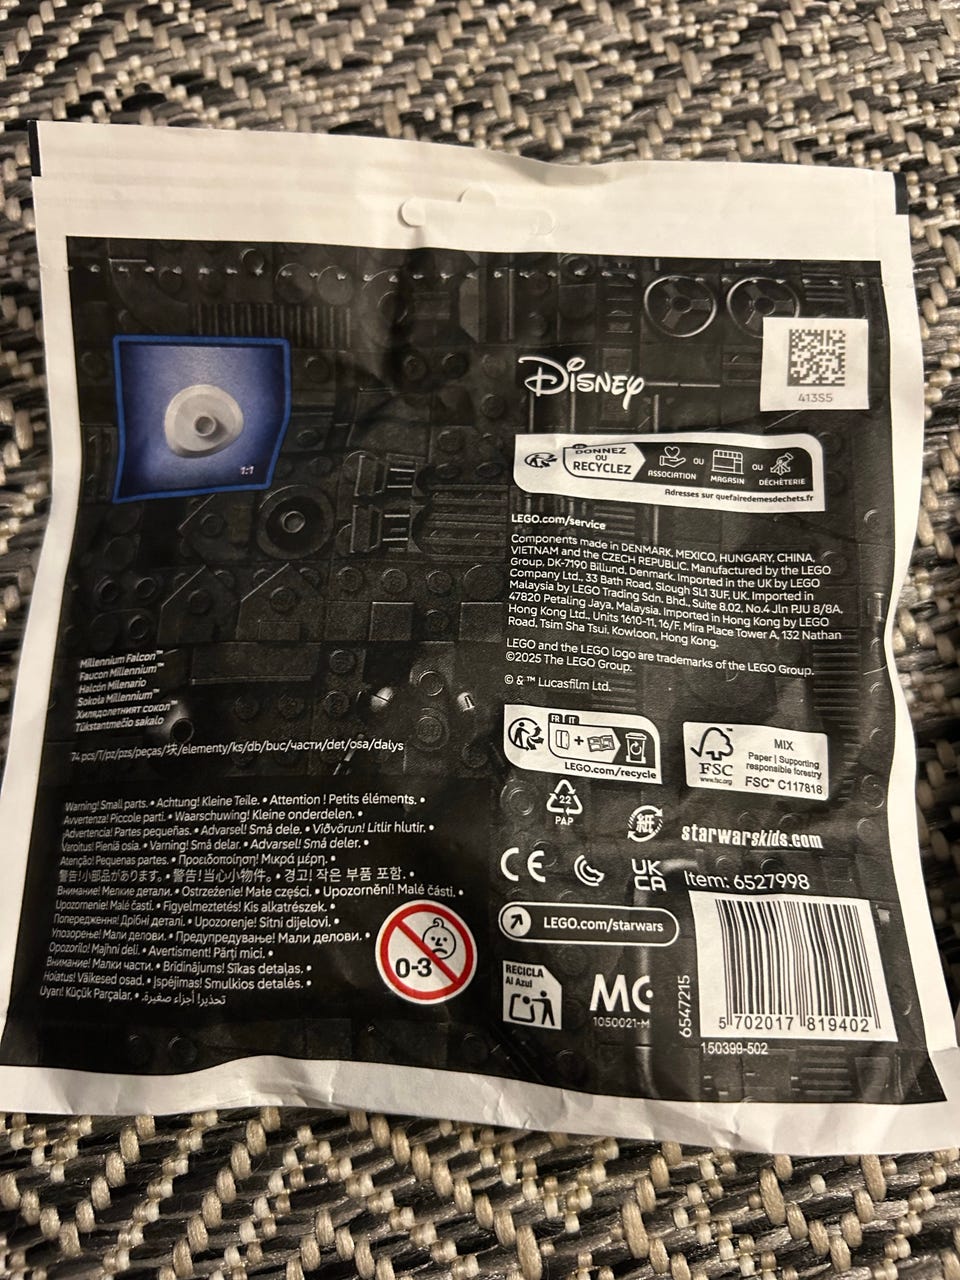 1:1
Millennium Falcon™
Faucon Millennium™
Halcón Milenario
Sokoła Millennium™
Хилядолетният сокол™
Tūkstantmečio sakalo
74 pcs/T/pz/pzs/peças/块/elementy/ks/db/buc/части/det/osa/dalys
Warning! Small parts. • Achtung! Kleine Teile. • Attention ! Petits éléments. •
Avvertenza! Piccole parti. • Waarschuwing! Kleine onderdelen. •
¡Advertencia! Partes pequeñas. • Advarsel! Små dele. • Viðvörun! Litlir hlutir. •
Varoitus! Pieniä osia. • Varning! Små delar. • Advarsel! Små deler. •
Atenção! Pequenas partes. • Προειδοποίηση! Μικρά μέρη. •
警告!小部品があります。 • 警告!当心小物件。 • 경고! 작은 부품 포함. •
Внимание! Мелкие детали. • Ostrzeżenie! Małe części. • Upozornění! Malé části. •
Upozornenie! Malé časti. • Figyelmeztetés! Kis alkatrészek. •
Попередження! Дрібні деталі. • Upozorenje! Sitni dijelovi. •
Упозорење! Мали делови. • Предупредување! Мали делови. •
Opozorilo! Majhni deli. • Avertisment! Părți mici. •
Внимание! Малки части. • Brīdinājums! Sīkas detaļas. •
Hoiatus! Väikesed osad. • Įspėjimas! Smulkios detalės. •
Uyarı! Küçük Parçalar. • تحذير! أجزاء صغيرة. •
0-3
Disney
413S5
DONNEZ
OU
RECYCLEZ
ASSOCIATION
OU
MAGASIN
OU
DÉCHÈTERIE
Adresses sur quefairedemesdechets.fr
LEGO.com/service
Components made in DENMARK, MEXICO, HUNGARY, CHINA,
VIETNAM and the CZECH REPUBLIC. Manufactured by the LEGO
Group, DK-7190 Billund, Denmark. Imported in the UK by LEGO
Company Ltd., 33 Bath Road, Slough SL1 3UF, UK. Imported in
Malaysia by LEGO Trading Sdn. Bhd., Suite 8.02, No.4 Jln PJU 8/8A,
47820 Petaling Jaya, Malaysia. Imported in Hong Kong by LEGO
Hong Kong Ltd., Units 1610-11, 16/F, Mira Place Tower A, 132 Nathan
Road, Tsim Sha Tsui, Kowloon, Hong Kong.
LEGO and the LEGO logo are trademarks of the LEGO Group.
©2025 The LEGO Group.
© & ™ Lucasfilm Ltd.
FR IT
LEGO.com/recycle
FSC
www.fsc.org
MIX
Paper | Supporting
responsible forestry
FSC™ C117818
22
PAP
紙
starwarskids.com
CE
UK
CA
Item: 6527998
LEGO.com/starwars
RECICLA
Al Azul
MC
1050021-M
6547215
5 702017 819402
150399-502